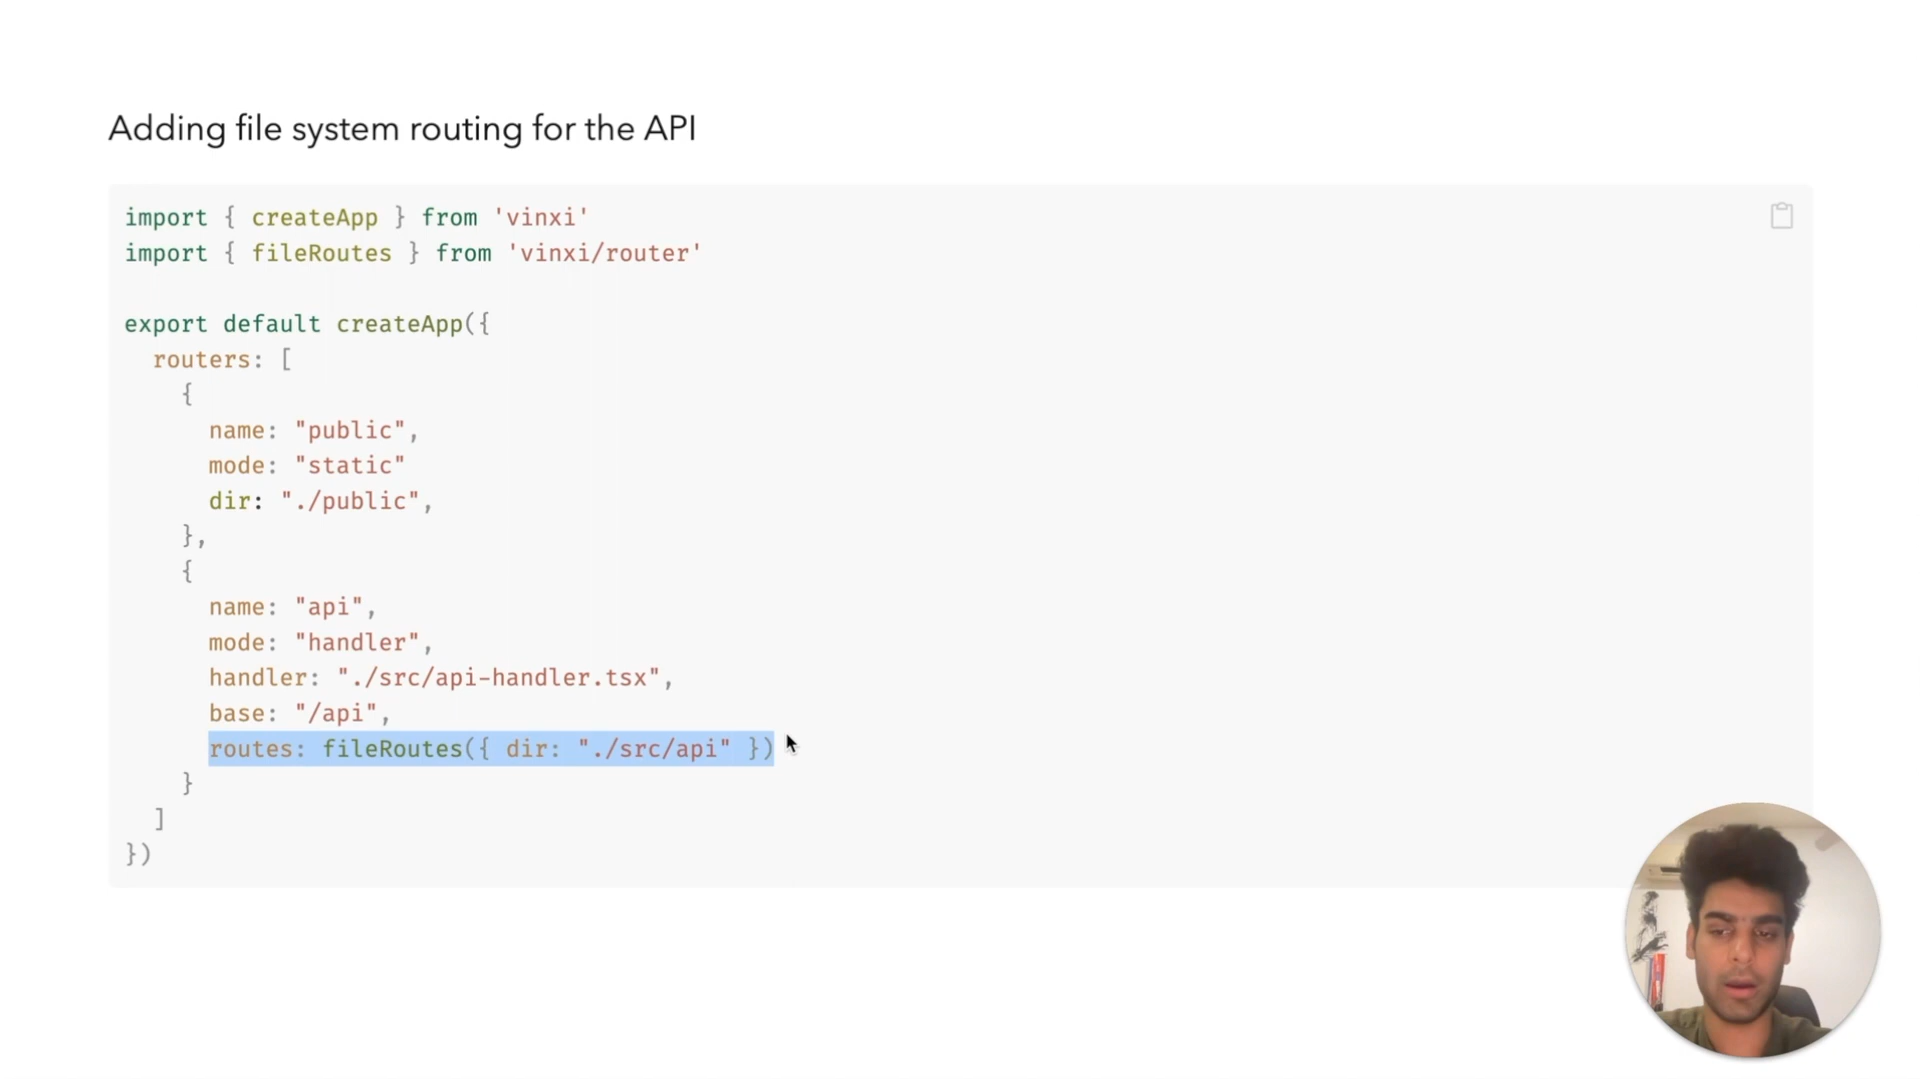 Adding file system routing for the API
import { createApp } from 'vinxi'
import { fileRoutes } from 'vinxi/router'
export default createApp({
routers: [
{
name: "public",
mode: "static"
dir: "./public",
},
{
name: "api",
mode: "handler",
handler: "./src/api-handler.tsx",
base: "/api",
routes: fileRoutes({ dir: "./src/api" })
}
]
})